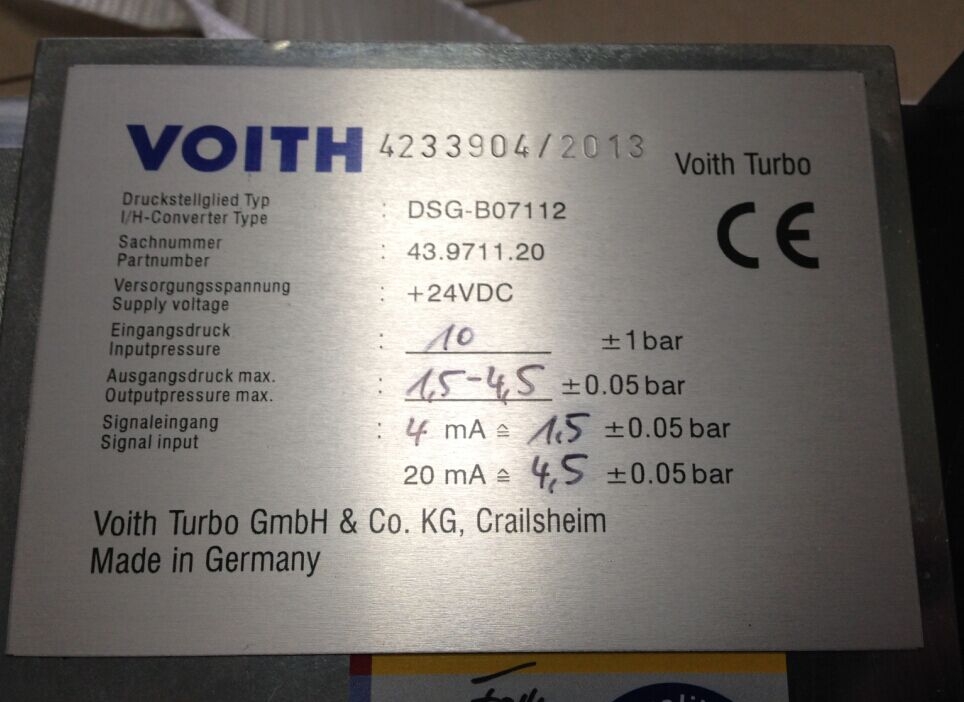 VOITH 4233904/2013 Voith Turbo
Druckstellglied Typ
I/H-Converter Type : DSG-B07112
CE
Sachnummer
Partnumber : 43.9711.20
Versorgungsspannung
Supply voltage : +24VDC
Eingangsdruck
Inputpressure : 10 ±1 bar
Ausgangsdruck max.
Outputpressure max. : 1,5-4,5 ±0.05 bar
Signaleingang
Signal input : 4 mA ≙ 1.5 ±0.05 bar
20 mA ≙ 4,5 ±0.05 bar
Voith Turbo GmbH & Co. KG, Crailsheim
Made in Germany